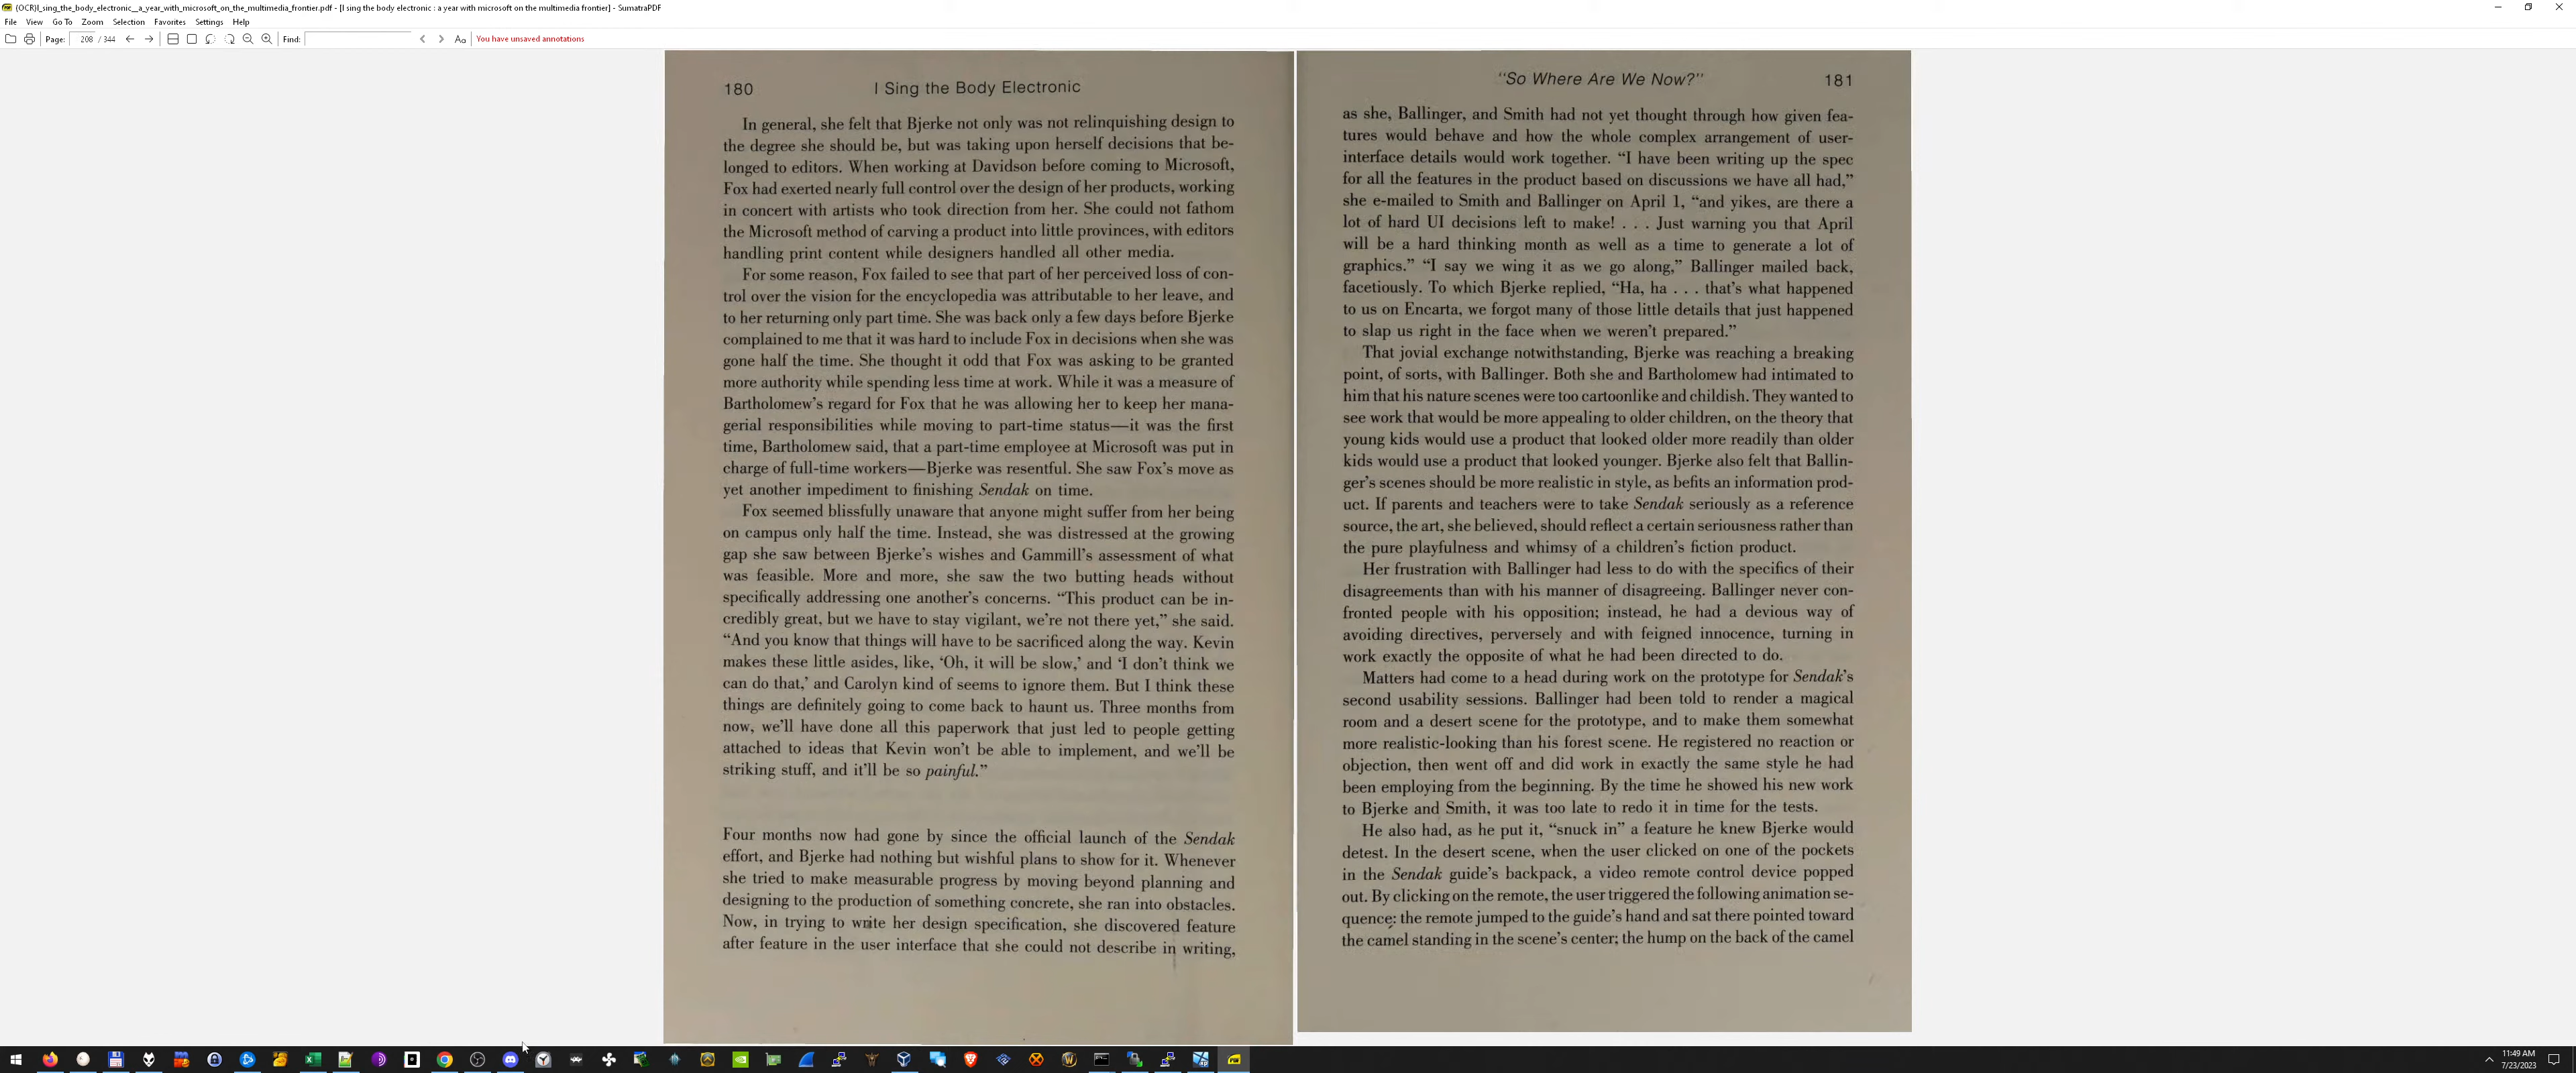 (OCR)I_sing_the_body_electronic__a_year_with_microsoft_on_the_multimedia_frontier.pdf - [I sing the body electronic : a year with microsoft on the multimedia frontier] - SumatraPDF
File View Go To Zoom Selection Favorites Settings Help
Page: 208 / 344 Find: Aa You have unsaved annotations
180 I Sing the Body Electronic
In general, she felt that Bjerke not only was not relinquishing design to
the degree she should be, but was taking upon herself decisions that be-
longed to editors. When working at Davidson before coming to Microsoft,
Fox had exerted nearly full control over the design of her products, working
in concert with artists who took direction from her. She could not fathom
the Microsoft method of carving a product into little provinces, with editors
handling print content while designers handled all other media.
For some reason, Fox failed to see that part of her perceived loss of con-
trol over the vision for the encyclopedia was attributable to her leave, and
to her returning only part time. She was back only a few days before Bjerke
complained to me that it was hard to include Fox in decisions when she was
gone half the time. She thought it odd that Fox was asking to be granted
more authority while spending less time at work. While it was a measure of
Bartholomew's regard for Fox that he was allowing her to keep her mana-
gerial responsibilities while moving to part-time status—it was the first
time, Bartholomew said, that a part-time employee at Microsoft was put in
charge of full-time workers—Bjerke was resentful. She saw Fox's move as
yet another impediment to finishing Sendak on time.
Fox seemed blissfully unaware that anyone might suffer from her being
on campus only half the time. Instead, she was distressed at the growing
gap she saw between Bjerke's wishes and Gammill's assessment of what
was feasible. More and more, she saw the two butting heads without
specifically addressing one another's concerns. “This product can be in-
credibly great, but we have to stay vigilant, we're not there yet,” she said.
“And you know that things will have to be sacrificed along the way. Kevin
makes these little asides, like, ‘Oh, it will be slow,’ and ‘I don't think we
can do that,’ and Carolyn kind of seems to ignore them. But I think these
things are definitely going to come back to haunt us. Three months from
now, we'll have done all this paperwork that just led to people getting
attached to ideas that Kevin won't be able to implement, and we'll be
striking stuff, and it'll be so painful.”
Four months now had gone by since the official launch of the Sendak
effort, and Bjerke had nothing but wishful plans to show for it. Whenever
she tried to make measurable progress by moving beyond planning and
designing to the production of something concrete, she ran into obstacles.
Now, in trying to write her design specification, she discovered feature
after feature in the user interface that she could not describe in writing,
"So Where Are We Now?" 181
as she, Ballinger, and Smith had not yet thought through how given fea-
tures would behave and how the whole complex arrangement of user-
interface details would work together. “I have been writing up the spec
for all the features in the product based on discussions we have all had,”
she e-mailed to Smith and Ballinger on April 1, “and yikes, are there a
lot of hard UI decisions left to make! . . . Just warning you that April
will be a hard thinking month as well as a time to generate a lot of
graphics.” “I say we wing it as we go along,” Ballinger mailed back,
facetiously. To which Bjerke replied, “Ha, ha . . . that's what happened
to us on Encarta, we forgot many of those little details that just happened
to slap us right in the face when we weren't prepared.”
That jovial exchange notwithstanding, Bjerke was reaching a breaking
point, of sorts, with Ballinger. Both she and Bartholomew had intimated to
him that his nature scenes were too cartoonlike and childish. They wanted to
see work that would be more appealing to older children, on the theory that
young kids would use a product that looked older more readily than older
kids would use a product that looked younger. Bjerke also felt that Ballin-
ger's scenes should be more realistic in style, as befits an information prod-
uct. If parents and teachers were to take Sendak seriously as a reference
source, the art, she believed, should reflect a certain seriousness rather than
the pure playfulness and whimsy of a children's fiction product.
Her frustration with Ballinger had less to do with the specifics of their
disagreements than with his manner of disagreeing. Ballinger never con-
fronted people with his opposition; instead, he had a devious way of
avoiding directives, perversely and with feigned innocence, turning in
work exactly the opposite of what he had been directed to do.
Matters had come to a head during work on the prototype for Sendak's
second usability sessions. Ballinger had been told to render a magical
room and a desert scene for the prototype, and to make them somewhat
more realistic-looking than his forest scene. He registered no reaction or
objection, then went off and did work in exactly the same style he had
been employing from the beginning. By the time he showed his new work
to Bjerke and Smith, it was too late to redo it in time for the tests.
He also had, as he put it, “snuck in” a feature he knew Bjerke would
detest. In the desert scene, when the user clicked on one of the pockets
in the Sendak guide's backpack, a video remote control device popped
out. By clicking on the remote, the user triggered the following animation se-
quence: the remote jumped to the guide's hand and sat there pointed toward
the camel standing in the scene's center; the hump on the back of the camel
11:49 AM
7/23/2023